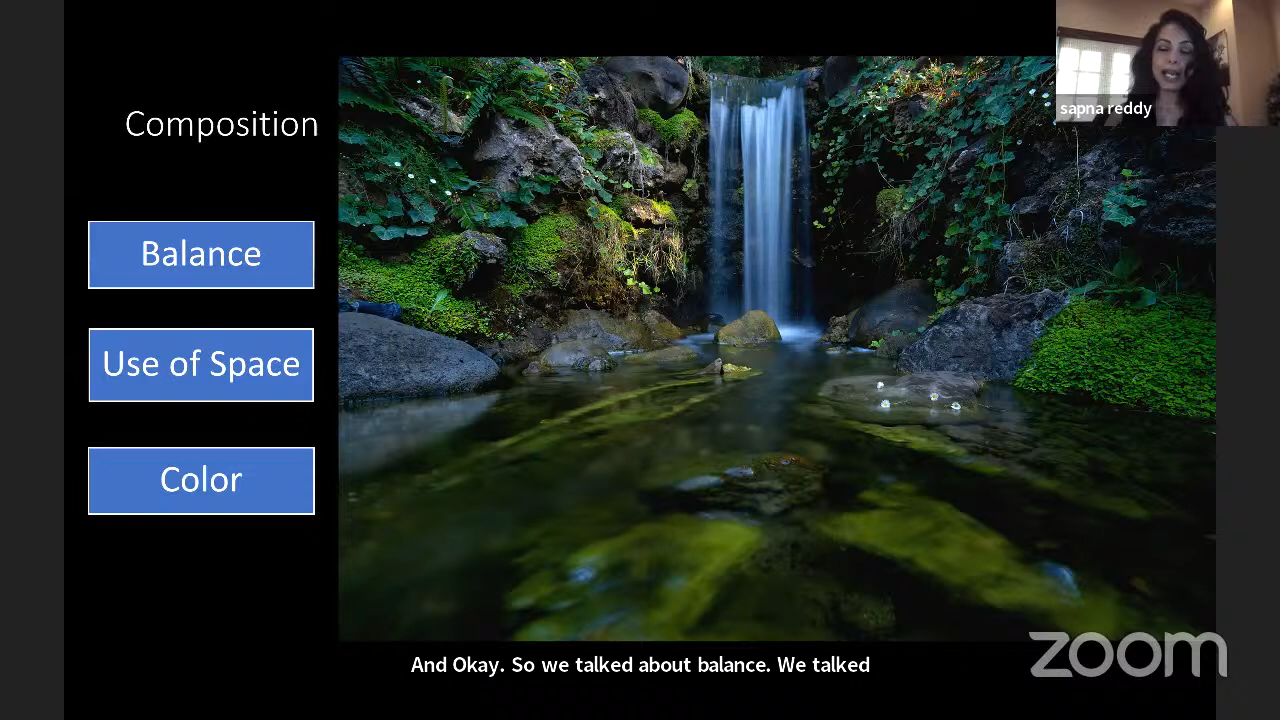 Composition
Balance
Use of Space
Color
sapna reddy
And Okay. So we talked about balance. We talked
zoom